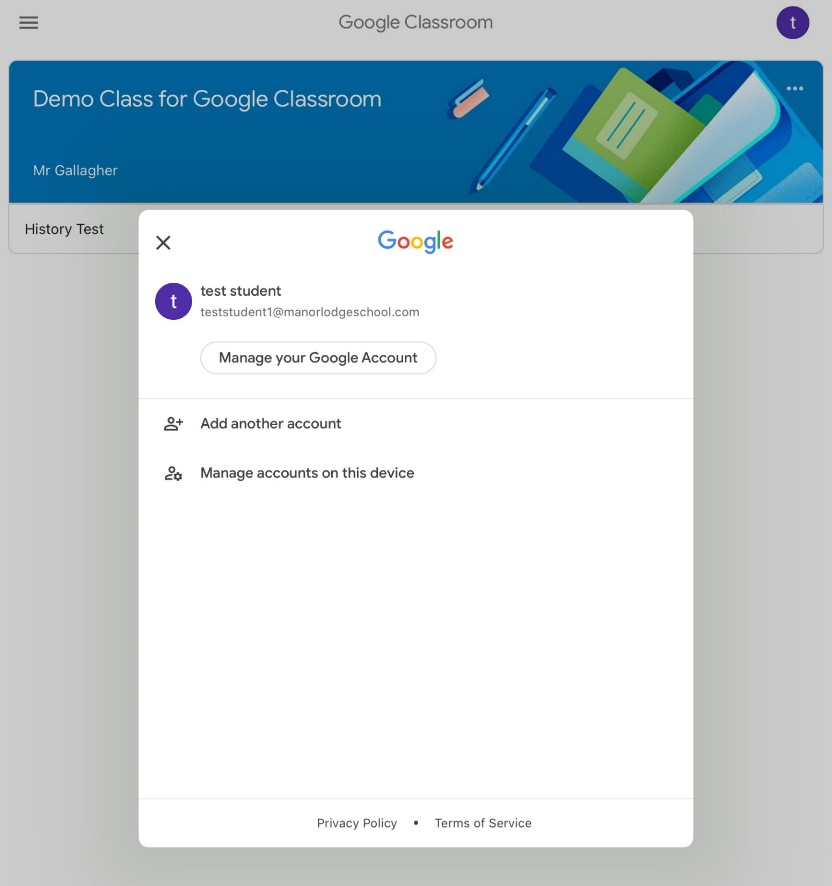 Google Classroom
t
Demo Class for Google Classroom
Mr Gallagher
History Test
Google
t
test student
teststudent1@manorlodgeschool.com
Manage your Google Account
Add another account
Manage accounts on this device
Privacy Policy • Terms of Service